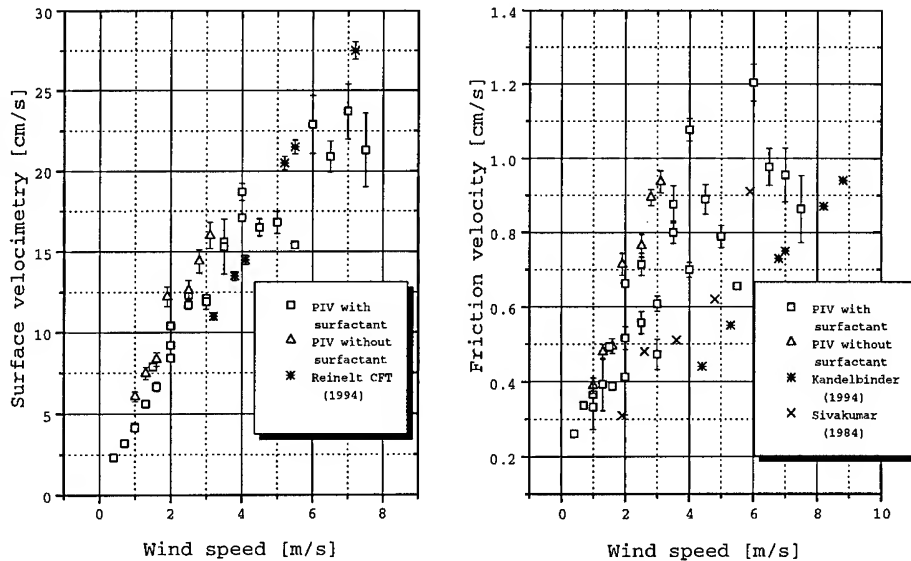 30
25
20
15
10
5
0
Surface velocimetry [cm/s]
0 2 4 6 8
Wind speed [m/s]
PIV with
surfactant
PIV without
surfactant
Reinelt CFT
(1994)
1.4
1.2
1.0
0.8
0.6
0.4
0.2
Friction velocity [cm/s]
0 2 4 6 8 10
Wind speed [m/s]
PIV with
surfactant
PIV without
surfactant
Kandelbinder
(1994)
Sivakumar
(1984)